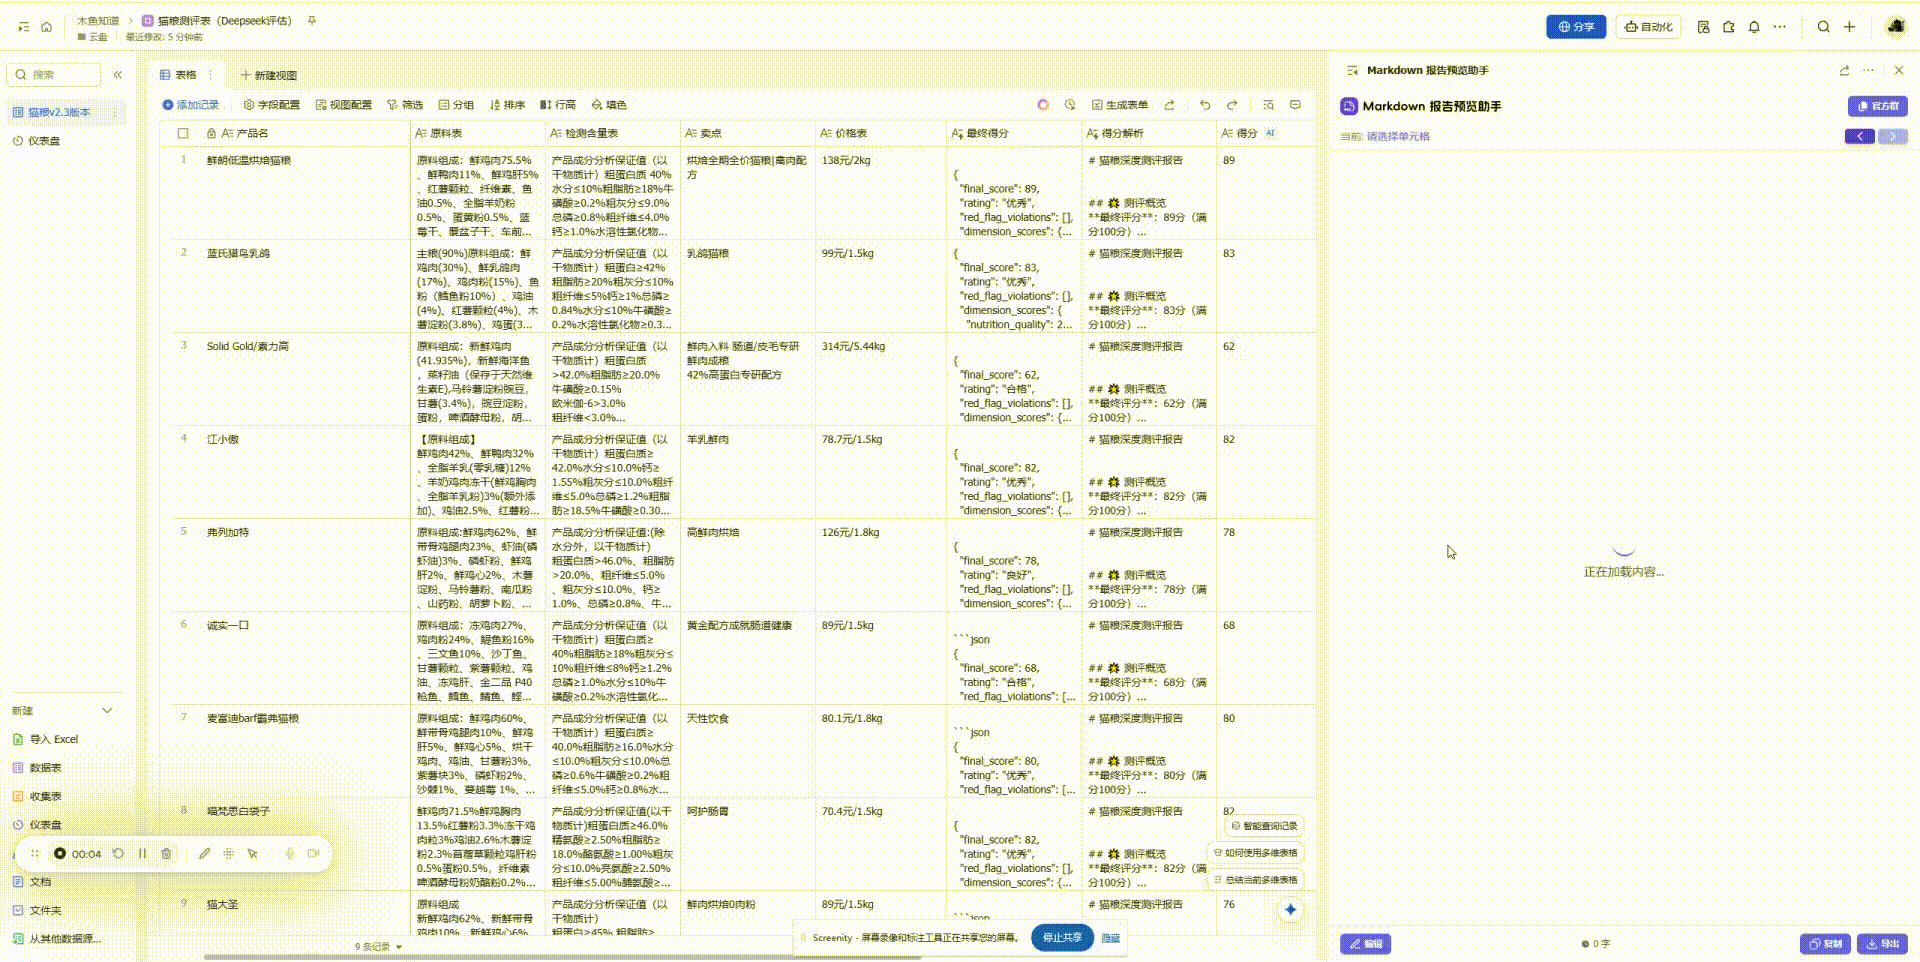 木鱼知道
猫粮测评表（Deepseek评估）
云盘
最近修改: 5 分钟前
分享
自动化
搜索
猫粮v2.3版本
仪表盘
新建
导入 Excel
数据表
收集表
仪表盘
00:04
文档
文件夹
从其他数据源...
表格
新建视图
添加记录
字段配置
视图配置
筛选
分组
排序
行高
填色
生成表单
产品名
原料表
检测含量表
卖点
价格表
最终得分
得分解析
得分
AI
1
鲜朗低温烘焙猫粮
原料组成：鲜鸡肉75.5%
、鲜鸭肉11%、鲜鸡肝5%
、红薯颗粒、纤维素、鱼
油0.5%、全脂羊奶粉
0.5%、蛋黄粉0.5%、蓝
莓干、覆盆子干、车前...
产品成分分析保证值（以
干物质计）粗蛋白质 40%
水分≤10%粗脂肪≥18%牛
磺酸≥0.2%粗灰分≤9.0%
总磷≥0.8%粗纤维≤4.0%
钙≥1.0%水溶性氯化物...
烘焙全期全价猫粮|禽肉配
方
138元/2kg
{
"final_score": 89,
"rating": "优秀",
"red_flag_violations": [],
"dimension_scores": {...
# 猫粮深度测评报告
## 测评概览
**最终评分**：89分（满
分100分）...
89
2
蓝氏猎鸟乳鸽
主粮(90%)原料组成：鲜
鸡肉(30%)、鲜乳鸽肉
(17%)、鸡肉粉(15%)、鱼
粉（鳕鱼粉10%）、鸡油
(4%)、红薯颗粒(4%)、木
薯淀粉(3.8%)、鸡蛋(3...
产品成分分析保证值（以
干物质计）粗蛋白≥42%
粗脂肪≥20%粗灰分≤10%
粗纤维≤5%钙≥1%总磷≥
0.84%水分≤10%牛磺酸≥
0.2%水溶性氯化物≥0.3...
乳鸽猫粮
99元/1.5kg
{
"final_score": 83,
"rating": "优秀",
"red_flag_violations": [],
"dimension_scores": {
"nutrition_quality": 2...
# 猫粮深度测评报告
## 测评概览
**最终评分**：83分（满
分100分）...
83
3
Solid Gold/素力高
原料组成：新鲜鸡肉
(41.935%)，新鲜海洋鱼
，菜籽油（保存于天然维
生素E),马铃薯淀粉豌豆，
甘薯(3.4%)，豌豆淀粉，
蛋粉，啤酒酵母粉，胡...
产品成分分析保证值（以
干物质计）粗蛋白质
>42.0%粗脂肪≥20.0%
牛磺酸≥0.15%
欧米伽-6>3.0%
粗纤维<3.0%...
鲜肉入料 肠道/皮毛专研
鲜肉成粮
42%高蛋白专研配方
314元/5.44kg
{
"final_score": 62,
"rating": "合格",
"red_flag_violations": [],
"dimension_scores": {...
# 猫粮深度测评报告
## 测评概览
**最终评分**：62分（满
分100分）...
62
4
江小傲
【原料组成】
鲜鸡肉42%、鲜鸭肉32%
、全脂羊乳(零乳糖)12%
、羊奶鸡肉冻干(鲜鸡胸肉
、全脂羊乳粉)3%(额外添
加)、鸡油2.5%、红薯粉...
产品成分分析保证值（以
干物质计）粗蛋白质≥
42.0%水分≤10.0%钙≥
1.55%粗灰分≤10.0%粗纤
维≤5.0%总磷≥1.2%粗脂
肪≥18.5%牛磺酸≥0.30...
羊乳鲜肉
78.7元/1.5kg
{
"final_score": 82,
"rating": "优秀",
"red_flag_violations": [],
"dimension_scores": {...
# 猫粮深度测评报告
## 测评概览
**最终评分**：82分（满
分100分）...
82
5
弗列加特
原料组成:鲜鸡肉62%、鲜
带骨鸡腿肉23%、虾油(磷
虾油)3%、磷虾粉、鲜鸡
肝2%、鲜鸡心2%、木薯
淀粉、马铃薯粉、南瓜粉
、山药粉、胡萝卜粉、...
产品成分分析保证值:(除
水分外，以干物质计)
粗蛋白质>46.0%、粗脂肪
>20.0%、粗纤维≤5.0%
、粗灰分≤10.0%、钙≥
1.0%、总磷≥0.8%、牛...
高鲜肉烘焙
126元/1.8kg
{
"final_score": 78,
"rating": "良好",
"red_flag_violations": [],
"dimension_scores": {...
# 猫粮深度测评报告
## 测评概览
**最终评分**：78分（满
分100分）...
78
6
诚实一口
原料组成：冻鸡肉27%、
鸡肉粉24%、鳀鱼粉16%
、三文鱼10%、沙丁鱼、
甘薯颗粒、紫薯颗粒、鸡
油、冻鸡肝、金二品 P40
枪鱼、鳕鱼、鲭鱼、鲣...
产品成分分析保证值（以
干物质计）粗蛋白质≥
40%粗脂肪≥18%粗灰分≤
10%粗纤维≤8%钙≥1.2%
总磷≥1.0%水分≤10%牛
磺酸≥0.2%水溶性氯化...
黄金配方成就肠道健康
89元/1.5kg
```json
{
"final_score": 68,
"rating": "合格",
"red_flag_violations": [...
# 猫粮深度测评报告
## 测评概览
**最终评分**：68分（满
分100分）...
68
7
麦富迪barf霸弗猫粮
原料组成：鲜鸡肉60%、
鲜带骨鸡腿肉10%、鲜鸡
肝5%、鲜鸡心5%、烘干
鸡肉、鸡油、甘薯粉3%、
紫薯块3%、磷虾粉2%、
沙棘1%、蔓越莓 1%、...
产品成分分析保证值（以
干物质计）粗蛋白质≥
40.0%粗脂肪≥16.0%水分
≤10.0%粗灰分≤10.0%总
磷≥0.6%牛磺酸≥0.2%粗
纤维≤5.0%钙≥0.8%水...
天性饮食
80.1元/1.8kg
```json
{
"final_score": 80,
"rating": "优秀",
"red_flag_violations": [...
# 猫粮深度测评报告
## 测评概览
**最终评分**：80分（满
分100分）...
80
8
喵梵思白袋子
鲜鸡肉71.5%鲜鸡胸肉
13.5%红薯粉3.3%冻干鸡
肉粒3%鸡油2.6%木薯淀
粉2.3%苜蓿草颗粒鸡肝粉
0.5%蛋粉0.5%，纤维素
啤酒酵母粉奶酪粉0.2%...
产品成分分析保证值(以干
物质计)粗蛋白质≥46.0%
精氨酸≥2.50%粗脂肪≥
18.0%酪氨酸≥1.00%粗灰
分≤10.0%亮氨酸≥2.50%
粗纤维≤5.00%脯氨酸≥...
呵护肠胃
70.4元/1.5kg
{
"final_score": 82,
"rating": "优秀",
"red_flag_violations": [],
"dimension_scores": {...
# 猫粮深度测评报告
## 测评概览
**最终评分**：82分（满
分100分）...
82
9
猫大圣
原料组成
新鲜鸡肉62%、新鲜带骨
鸡肉10%、新鲜鸡心6%
产品成分分析保证值（以
干物质计）
粗蛋白≥45% 粗脂肪≥
鲜肉烘焙0肉粉
89元/1.5kg
```json
# 猫粮深度测评报告
76
智能查询记录
如何使用多维表格
总结当前多维表格
9 条记录
Screenity - 屏幕录像和标注工具正在共享您的屏幕。
停止共享
隐藏
Markdown 报告预览助手
Markdown 报告预览助手
官方群
当前: 请选择单元格
正在加载内容...
编辑
0 字
复制
导出